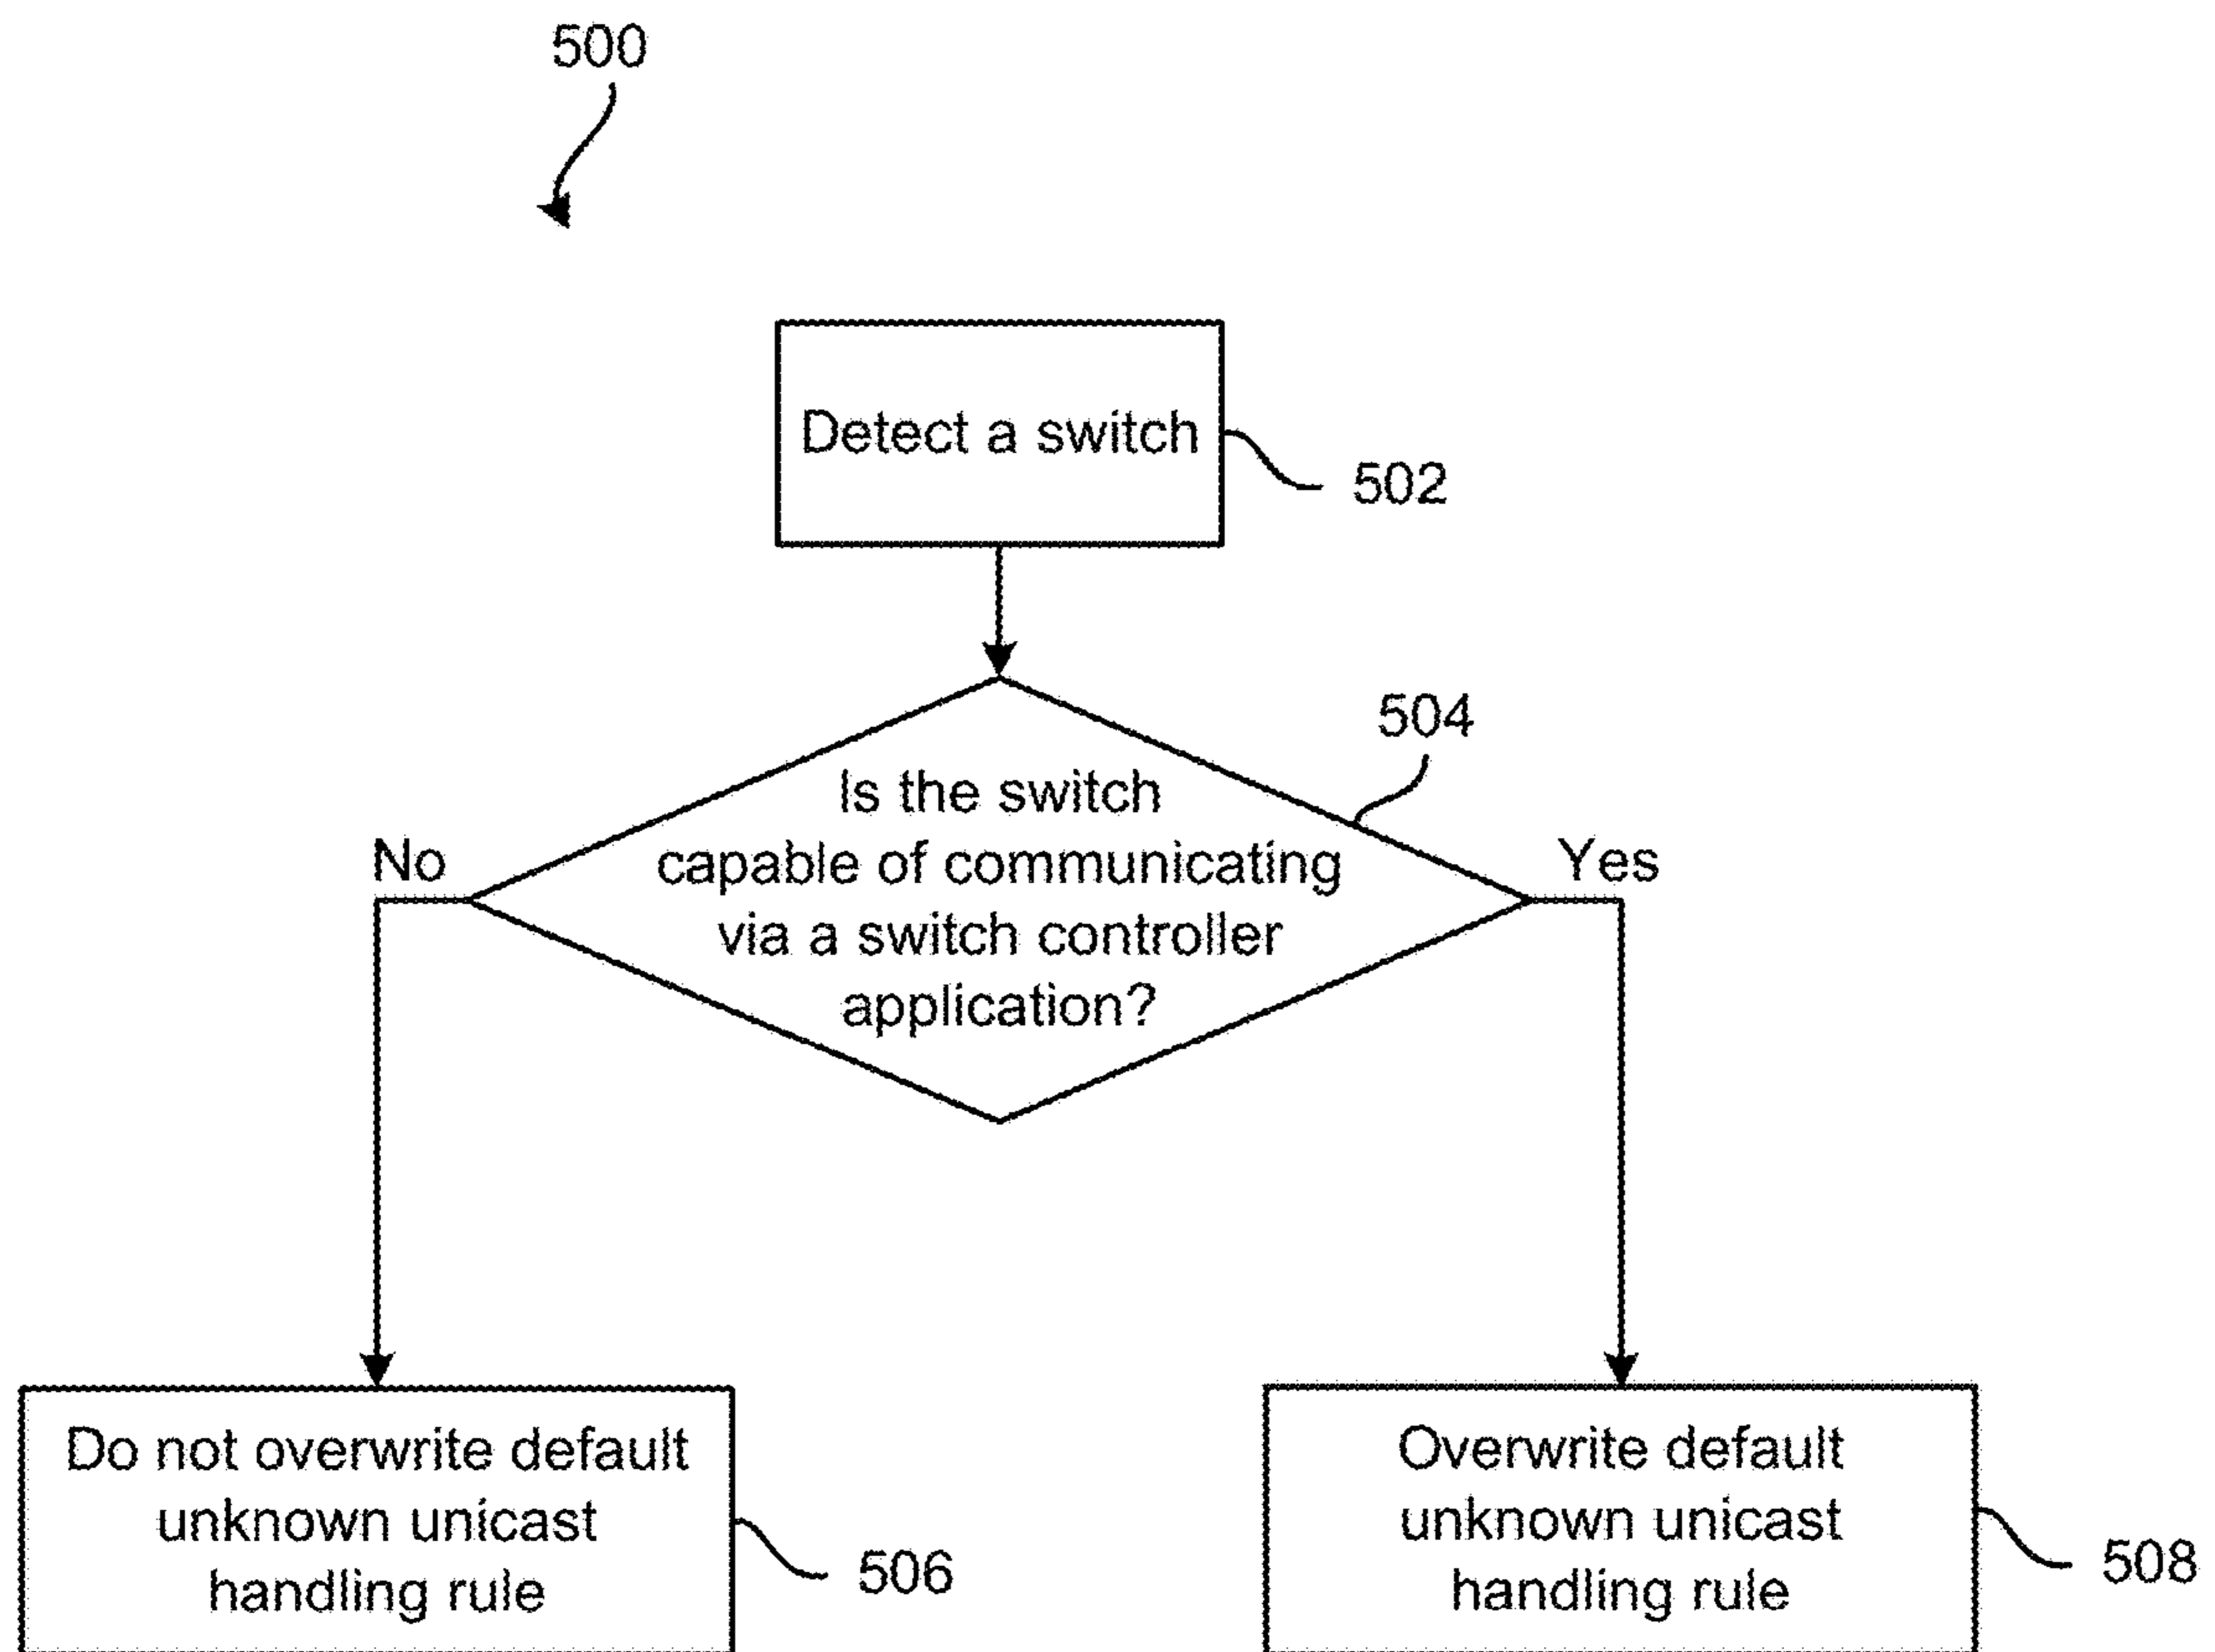 500
Detect a switch
502
504
Is the switch
capable of communicating
via a switch controller
application?
No
Yes
Do not overwrite default
unknown unicast
handling rule
506
Overwrite default
unknown unicast
handling rule
508